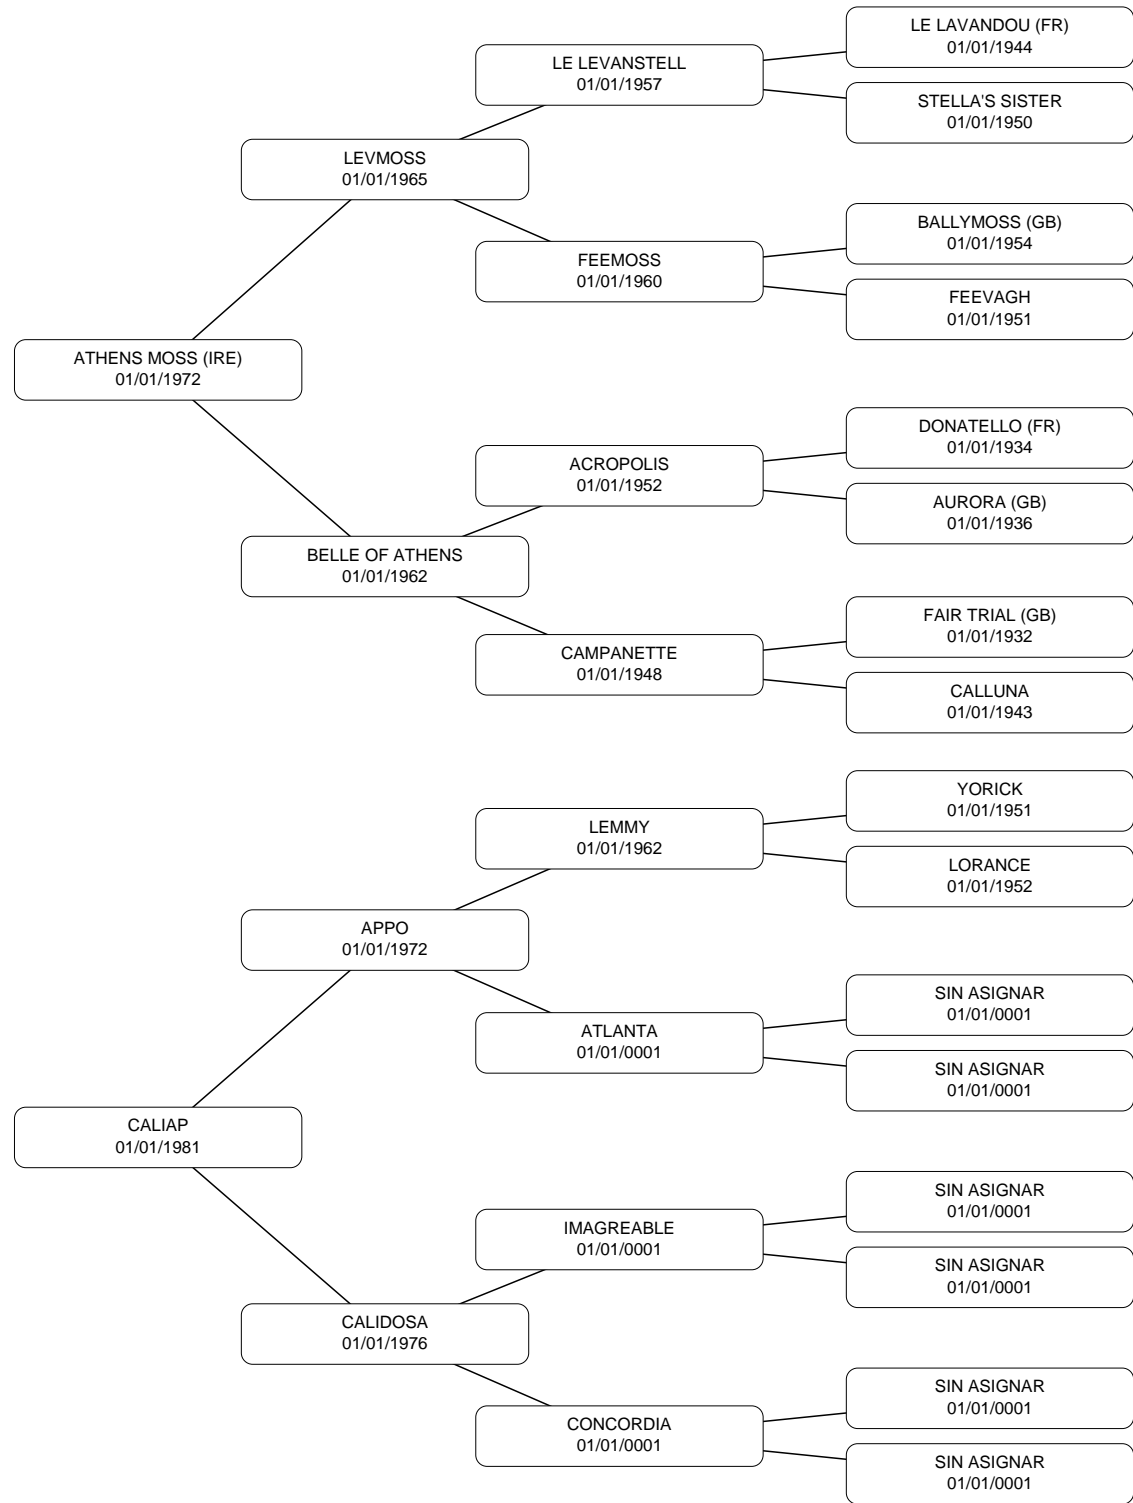 LE LAVANDOU (FR)
01/01/1944
LE LEVANSTELL
01/01/1957
STELLA'S SISTER
01/01/1950
LEVMOSS
01/01/1965
BALLYMOSS (GB)
01/01/1954
FEEMOSS
01/01/1960
FEEVAGH
01/01/1951
ATHENS MOSS (IRE)
01/01/1972
DONATELLO (FR)
01/01/1934
ACROPOLIS
01/01/1952
AURORA (GB)
01/01/1936
BELLE OF ATHENS
01/01/1962
FAIR TRIAL (GB)
01/01/1932
CAMPANETTE
01/01/1948
CALLUNA
01/01/1943
YORICK
01/01/1951
LEMMY
01/01/1962
LORANCE
01/01/1952
APPO
01/01/1972
SIN ASIGNAR
01/01/0001
ATLANTA
01/01/0001
SIN ASIGNAR
01/01/0001
CALIAP
01/01/1981
SIN ASIGNAR
01/01/0001
IMAGREABLE
01/01/0001
SIN ASIGNAR
01/01/0001
CALIDOSA
01/01/1976
SIN ASIGNAR
01/01/0001
CONCORDIA
01/01/0001
SIN ASIGNAR
01/01/0001